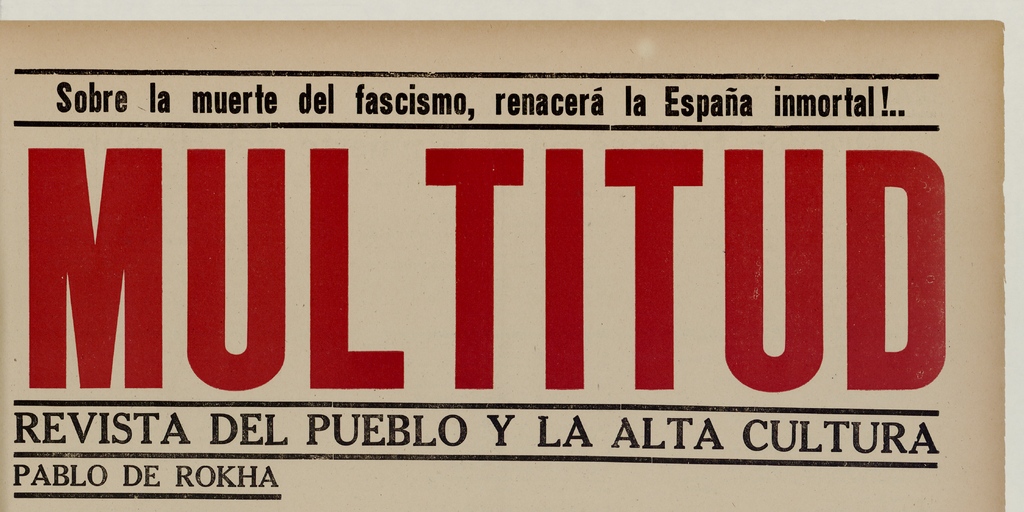 Sobre la muerte del fascismo, renacerá la España inmortal!..
MULTITUD
REVISTA DEL PUEBLO Y LA ALTA CULTURA
PABLO DE ROKHA